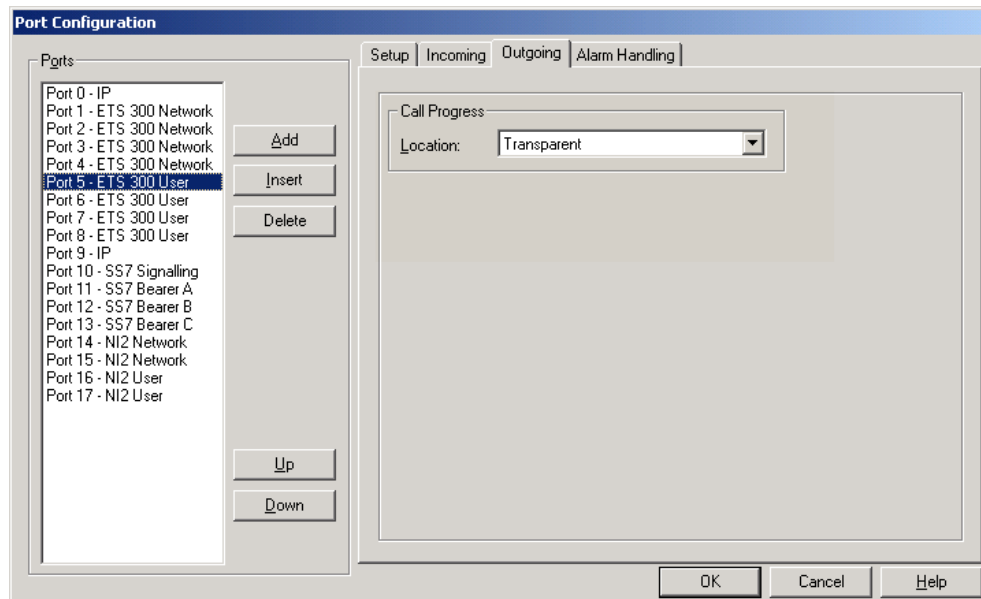 Port Configuration
Ports
Port 0 - IP
Port 1 - ETS 300 Network
Port 2 - ETS 300 Network
Port 3 - ETS 300 Network
Port 4 - ETS 300 Network
Port 5 - ETS 300 User
Port 6 - ETS 300 User
Port 7 - ETS 300 User
Port 8 - ETS 300 User
Port 9 - IP
Port 10 - SS7 Signalling
Port 11 - SS7 Bearer A
Port 12 - SS7 Bearer B
Port 13 - SS7 Bearer C
Port 14 - NI2 Network
Port 15 - NI2 Network
Port 16 - NI2 User
Port 17 - NI2 User
Add
Insert
Delete
Up
Down
Setup Incoming Outgoing Alarm Handling
Call Progress
Location: Transparent
OK Cancel Help